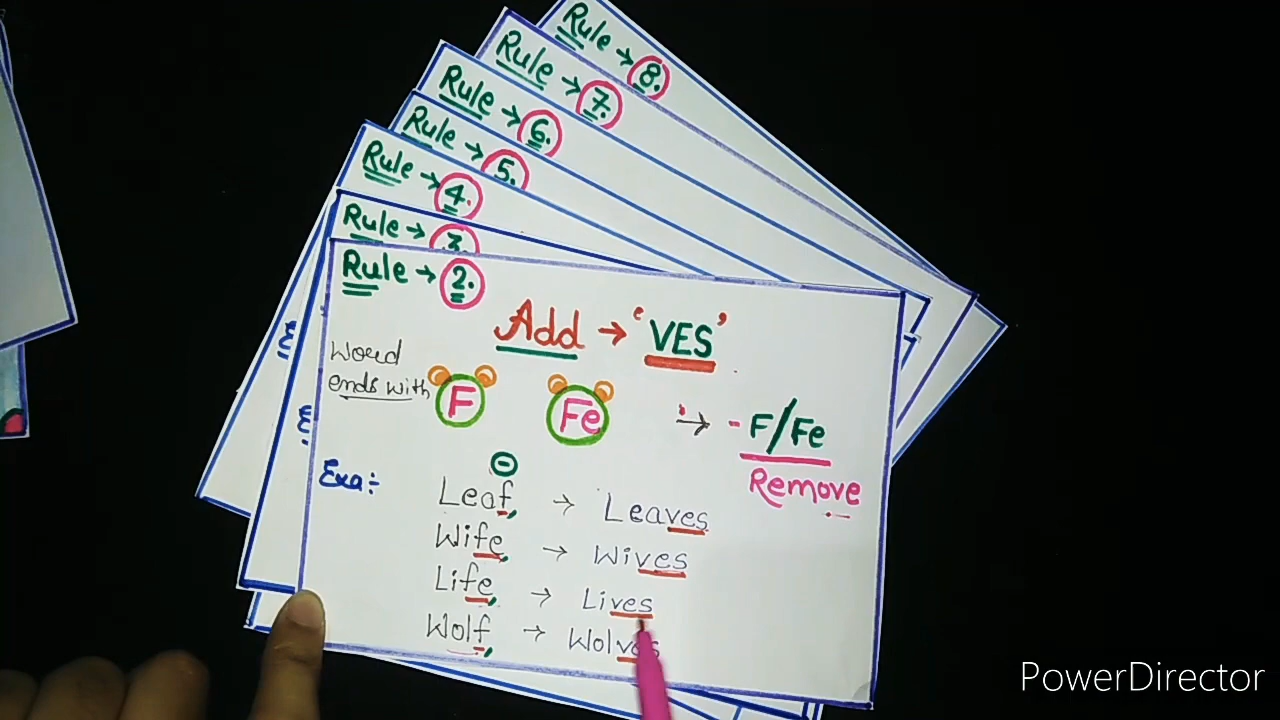 Rule → 8.
Rule → 7.
Rule → 6.
Rule → 5.
Rule → 4.
Rule → 3.
Rule → 2.
Add → 'VES'
Word
ends with F Fe → - F/Fe
Remove
Exa:
Leaf → Leaves
Wife → Wives
Life → Lives
Wolf → Wolves
PowerDirector